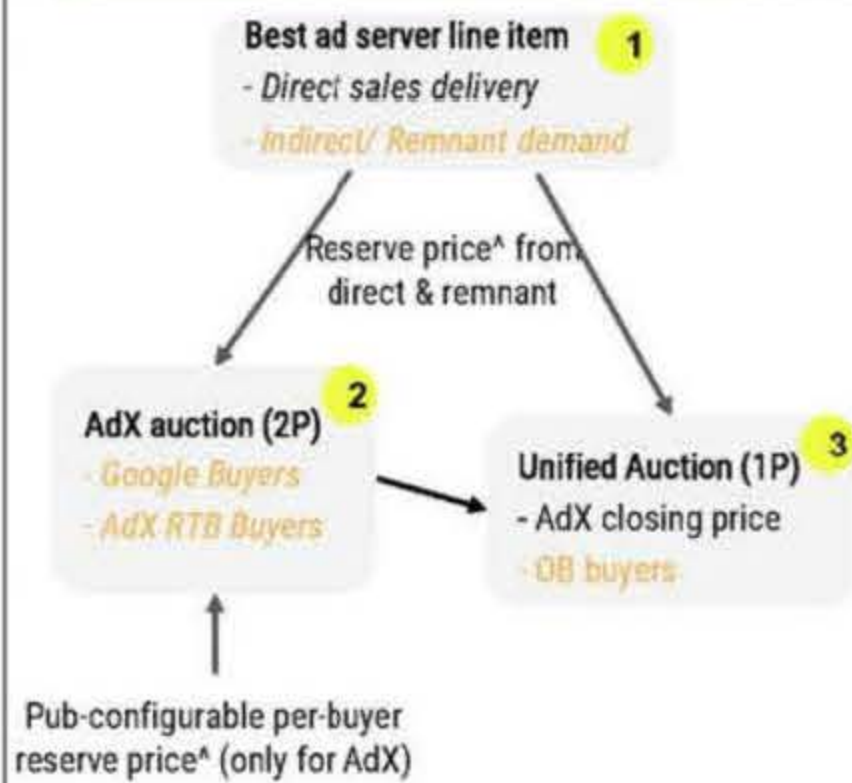 Best ad server line item
1
- Direct sales delivery
- Indirect/ Remnant demand
Reserve price^ from
direct & remnant
2
AdX auction (2P)
- Google Buyers
- AdX RTB Buyers
3
Unified Auction (1P)
- AdX closing price
- OB buyers
Pub-configurable per-buyer
reserve price^ (only for AdX)